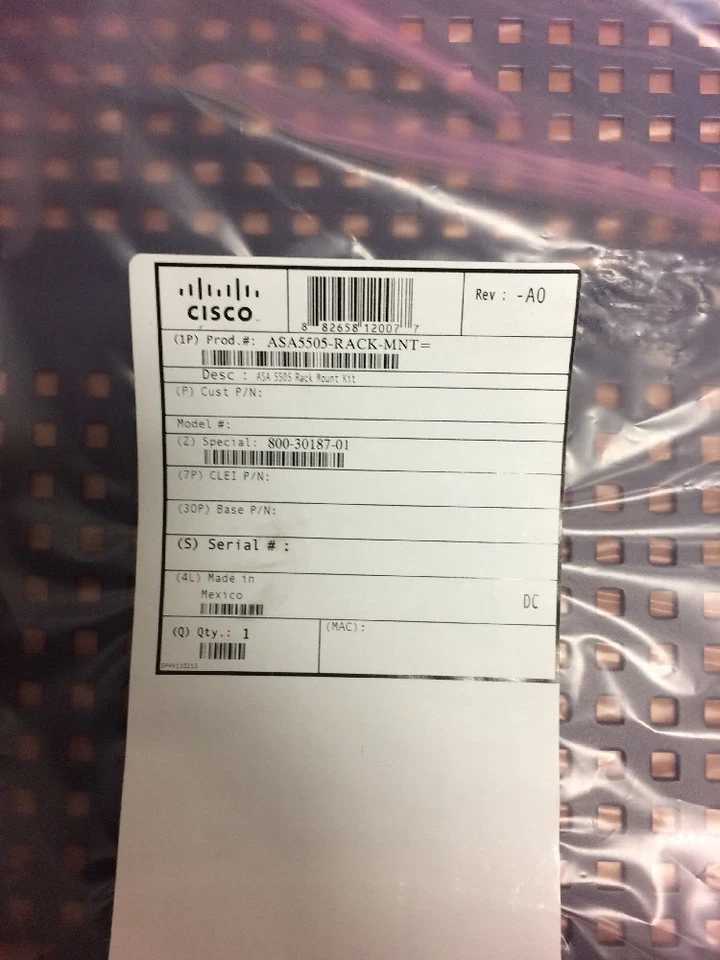 CISCO
8 82658 12007 7
Rev : -A0
(1P) Prod.#: ASA5505-RACK-MNT=
Desc : ASA 5505 Rack Mount Kit
(P) Cust P/N:
Model #:
(Z) Special: 800-30187-01
(7P) CLEI P/N:
(30P) Base P/N:
(S) Serial # :
(4L) Made in
Mexico
DC
(Q) Qty.: 1
(MAC):